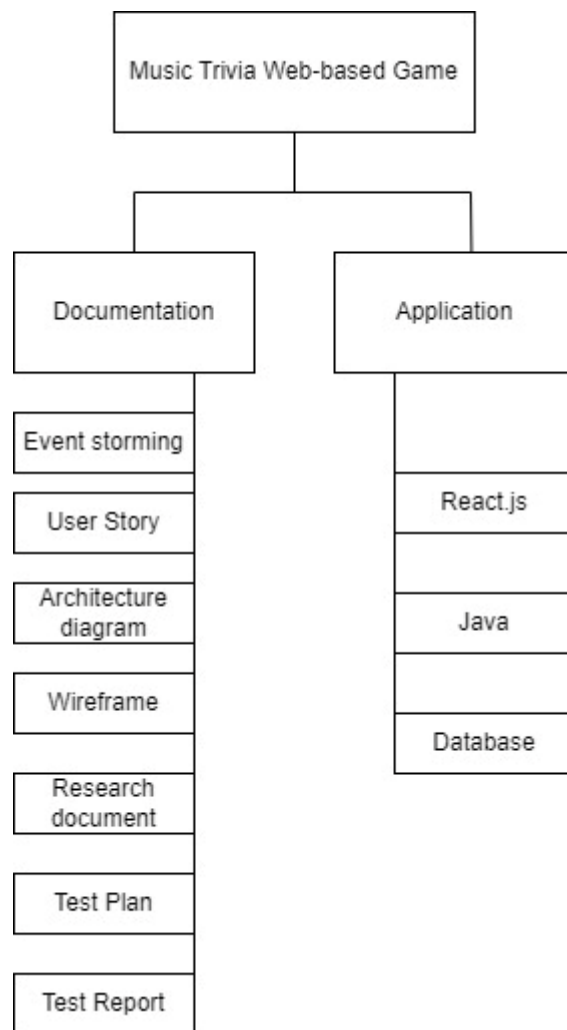 Music Trivia Web-based Game
Documentation
Application
Event storming
User Story
Architecture
diagram
Wireframe
Research
document
Test Plan
Test Report
React.js
Java
Database